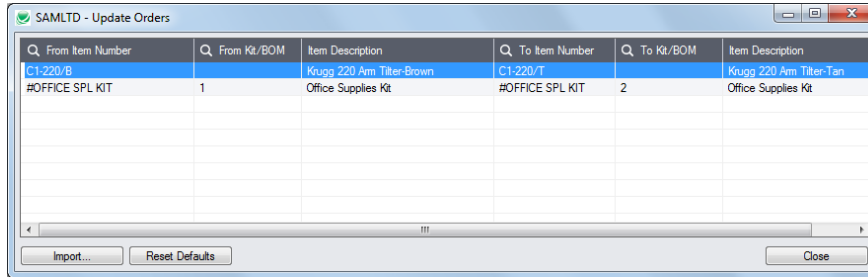 SAMLTD - Update Orders
From Item Number From Kit/BOM Item Description To Item Number To Kit/BOM Item Description
C1-220/B Krugg 220 Arm Tilter-Brown C1-220/T Krugg 220 Arm Tilter-Tan
#OFFICE SPL KIT 1 Office Supplies Kit #OFFICE SPL KIT 2 Office Supplies Kit
Import... Reset Defaults Close